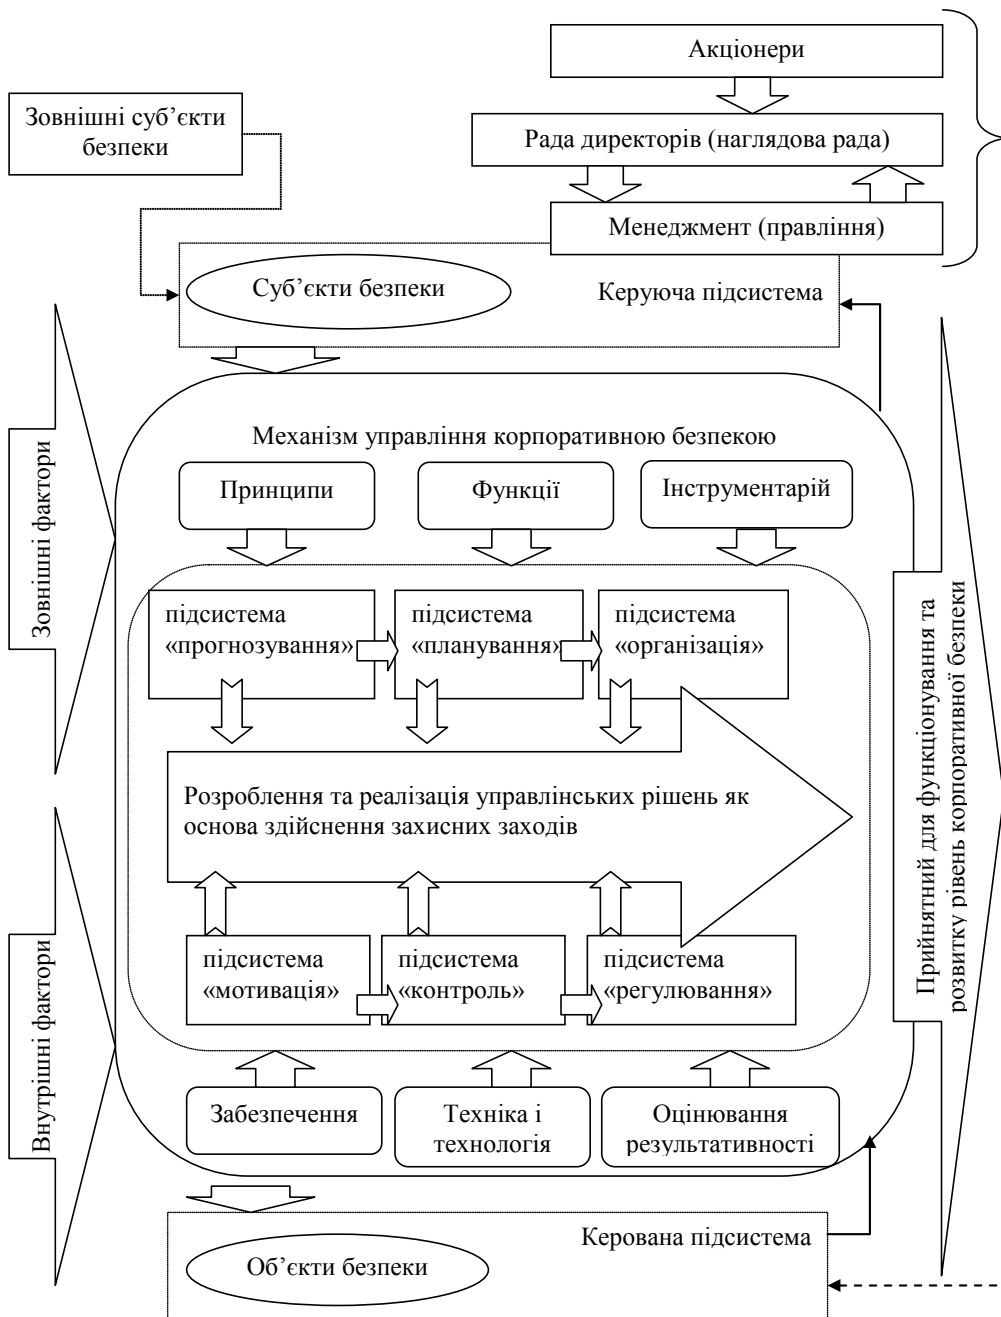 Акціонери
Зовнішні суб’єкти
безпеки
Рада директорів (наглядова рада)
Менеджмент (правління)
Суб’єкти безпеки
Керуюча підсистема
Зовнішні фактори
Механізм управління корпоративною безпекою
Принципи
Функції
Інструментарій
підсистема
«прогнозування»
підсистема
«планування»
підсистема
«організація»
Розроблення та реалізація управлінських рішень як
основа здійснення захисних заходів
Прийнятний для функціонування та
розвитку рівень корпоративної безпеки
Внутрішні фактори
підсистема
«мотивація»
підсистема
«контроль»
підсистема
«регулювання»
Забезпечення
Техніка і
технологія
Оцінювання
результативності
Керована підсистема
Об’єкти безпеки